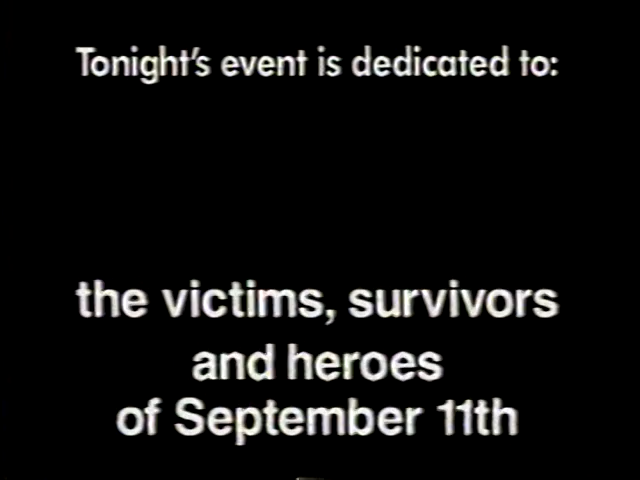 Tonight's event is dedicated to:
the victims, survivors
and heroes
of September 11th